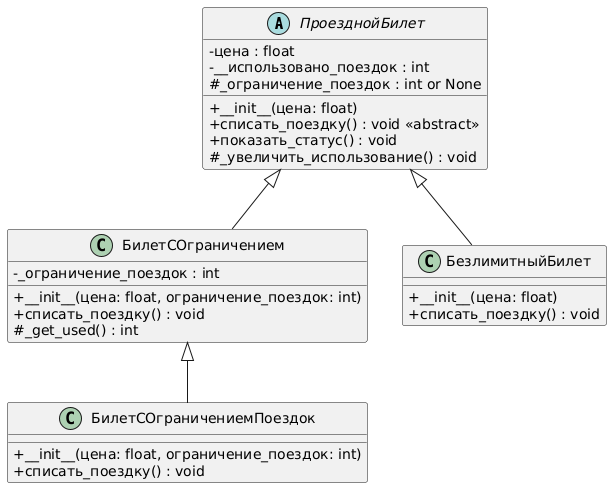 A ПроезднойБилет
-цена : float
-__использовано_поездок : int
#_ограничение_поездок : int or None
+__init__(цена: float)
+списать_поездку() : void «abstract»
+показать_статус() : void
#_увеличить_использование() : void
C БилетСОграничением
-_ограничение_поездок : int
+__init__(цена: float, ограничение_поездок: int)
+списать_поездку() : void
#_get_used() : int
C БезлимитныйБилет
+__init__(цена: float)
+списать_поездку() : void
C БилетСОграничениемПоездок
+__init__(цена: float, ограничение_поездок: int)
+списать_поездку() : void